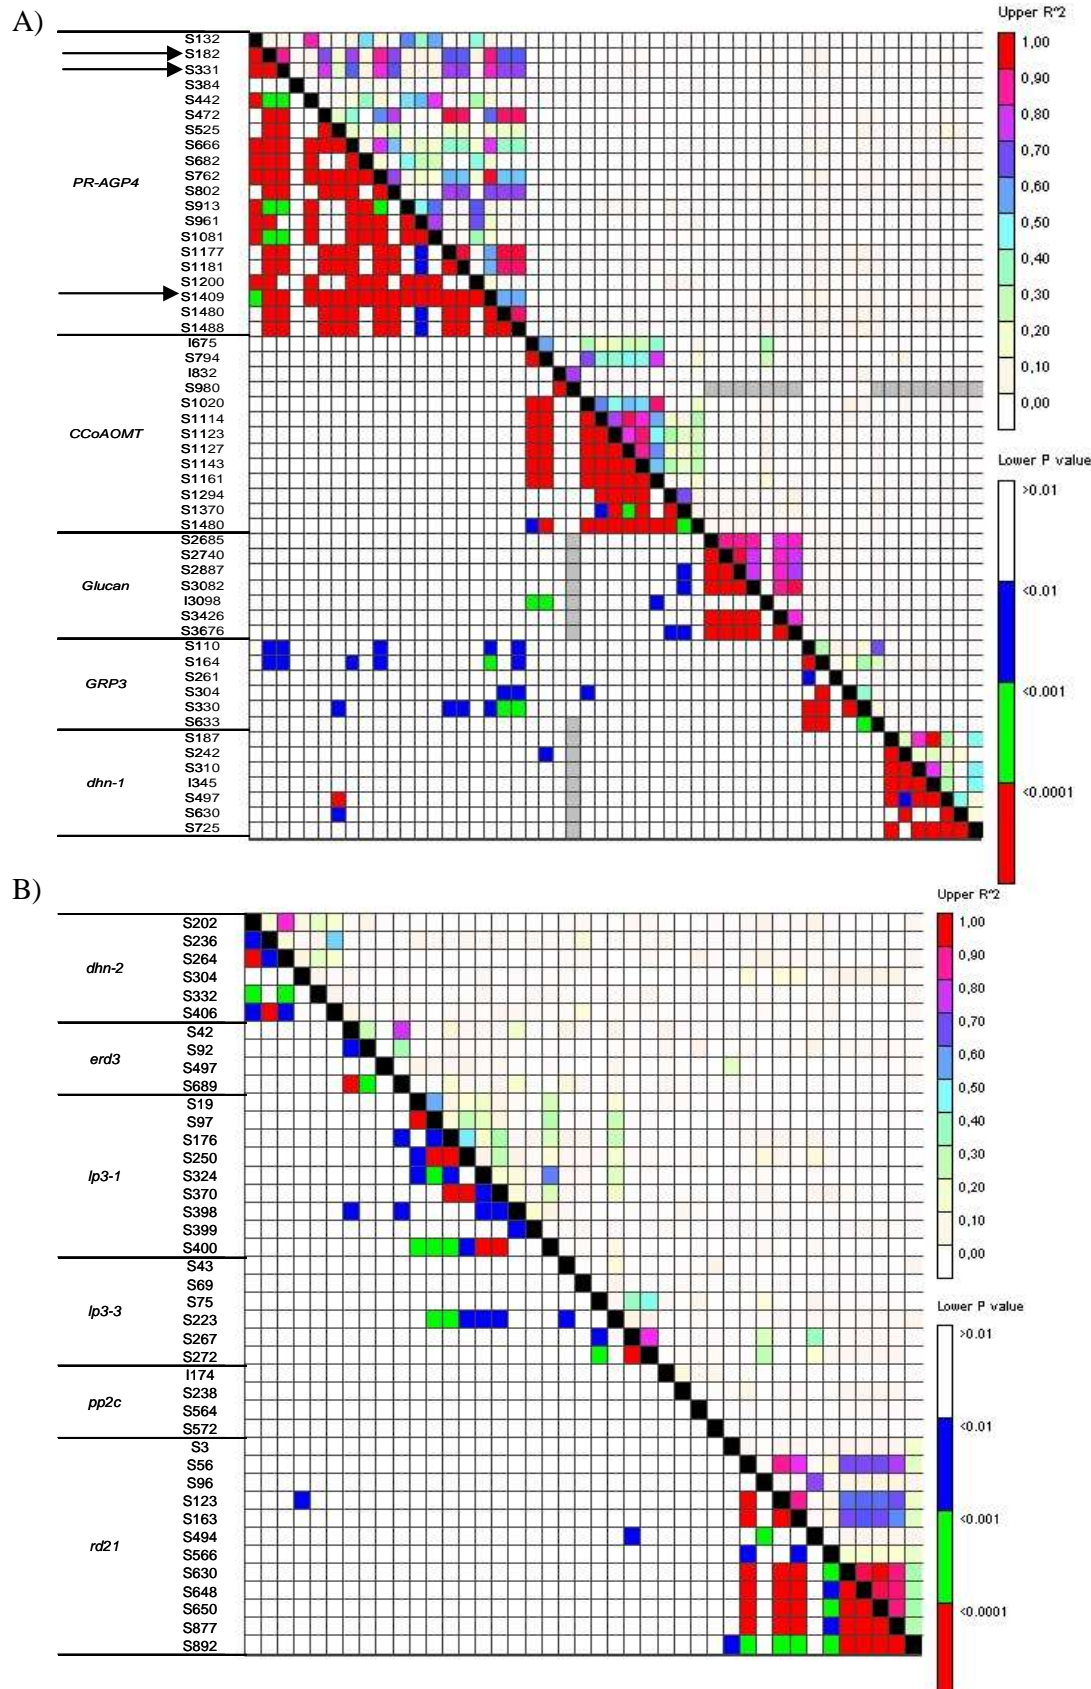 A)
Upper R^2
S132
S182
S331
S384
S442
S472
S525
S666
S682
PR-AGP4
S762
S802
S913
S961
S1081
S1177
S1181
S1200
S1409
S1480
S1488
1,00
0,90
0,80
0,70
0,60
0,50
0,40
0,30
0,20
0,10
0,00
I675
S794
I832
S980
S1020
S1114
CCoAOMT
S1123
S1127
S1143
S1161
S1294
S1370
S1480
Lower P value
>0.01
<0.01
<0.001
<0.0001
S2685
S2740
S2887
Glucan
S3082
I3098
S3426
S3676
S110
S164
S261
GRP3
S304
S330
S633
S187
S242
S310
dhn-1
I345
S497
S630
S725
B)
Upper R^2
S202
S236
S264
dhn-2
S304
S332
S406
S42
S92
erd3
S497
S689
S19
S97
S176
S250
lp3-1
S324
S370
S398
S399
S400
1,00
0,90
0,80
0,70
0,60
0,50
0,40
0,30
0,20
0,10
0,00
S43
S69
S75
lp3-3
S223
S267
S272
I174
S238
pp2c
S564
S572
Lower P value
>0.01
<0.01
<0.001
<0.0001
S3
S56
S96
S123
S163
S494
rd21
S566
S630
S648
S650
S877
S892